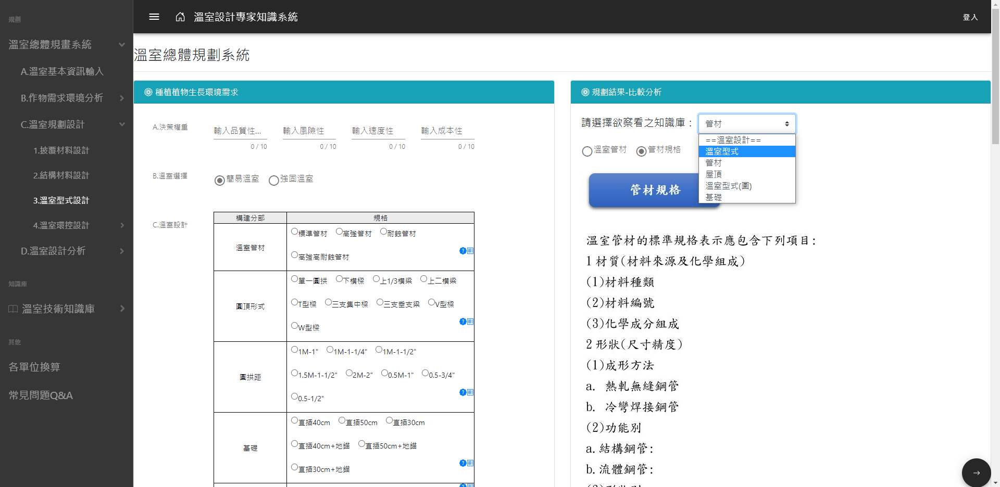 規劃
溫室總體規畫系統
A.溫室基本資訊輸入
B.作物需求環境分析
C.溫室規劃設計
1.披覆材料設計
2.結構材料設計
3.溫室型式設計
4.溫室環控設計
D.溫室設計分析
知識庫
溫室技術知識庫
其他
各單位換算
常見問題Q&A
溫室設計專家知識系統
登入
溫室總體規劃系統
種植植物生長環境需求
A.決策權重
輸入品質性... 輸入風險性 輸入速度性 輸入成本性
0 / 10 0 / 10 0 / 10 0 / 10
B.溫室選擇
簡易溫室 強固溫室
C.溫室設計
構建分部 規格
溫室管材
標準管材 高強管材 耐蝕管材
高強高耐蝕管材
圓頂形式
單一圓拱 下橫樑 上1/3橫梁 上二橫梁
T型樑 三支集中樑 三支垂支梁 V型樑
W型樑
圓拱距
1M-1" 1M-1-1/4" 1M-1-1/2"
1.5M-1-1/2" 2M-2" 0.5M-1" 0.5-3/4"
0.5-1/2"
基礎
直插40cm 直插50cm 直插30cm
直插40cm+地錨 直插50cm+地錨
直插30cm+地錨
規劃結果-比較分析
請選擇欲察看之知識庫：
管材
==溫室設計==
溫室型式
管材
屋頂
溫室型式(圖)
基礎
溫室管材 管材規格
管材規格
溫室管材的標準規格表示應包含下列項目:
1 材質(材料來源及化學組成)
(1)材料種類
(2)材料編號
(3)化學成分組成
2 形狀(尺寸精度)
(1)成形方法
a. 熱軋無縫鋼管
b. 冷彎焊接鋼管
(2)功能別
a.結構鋼管:
b.流體鋼管: